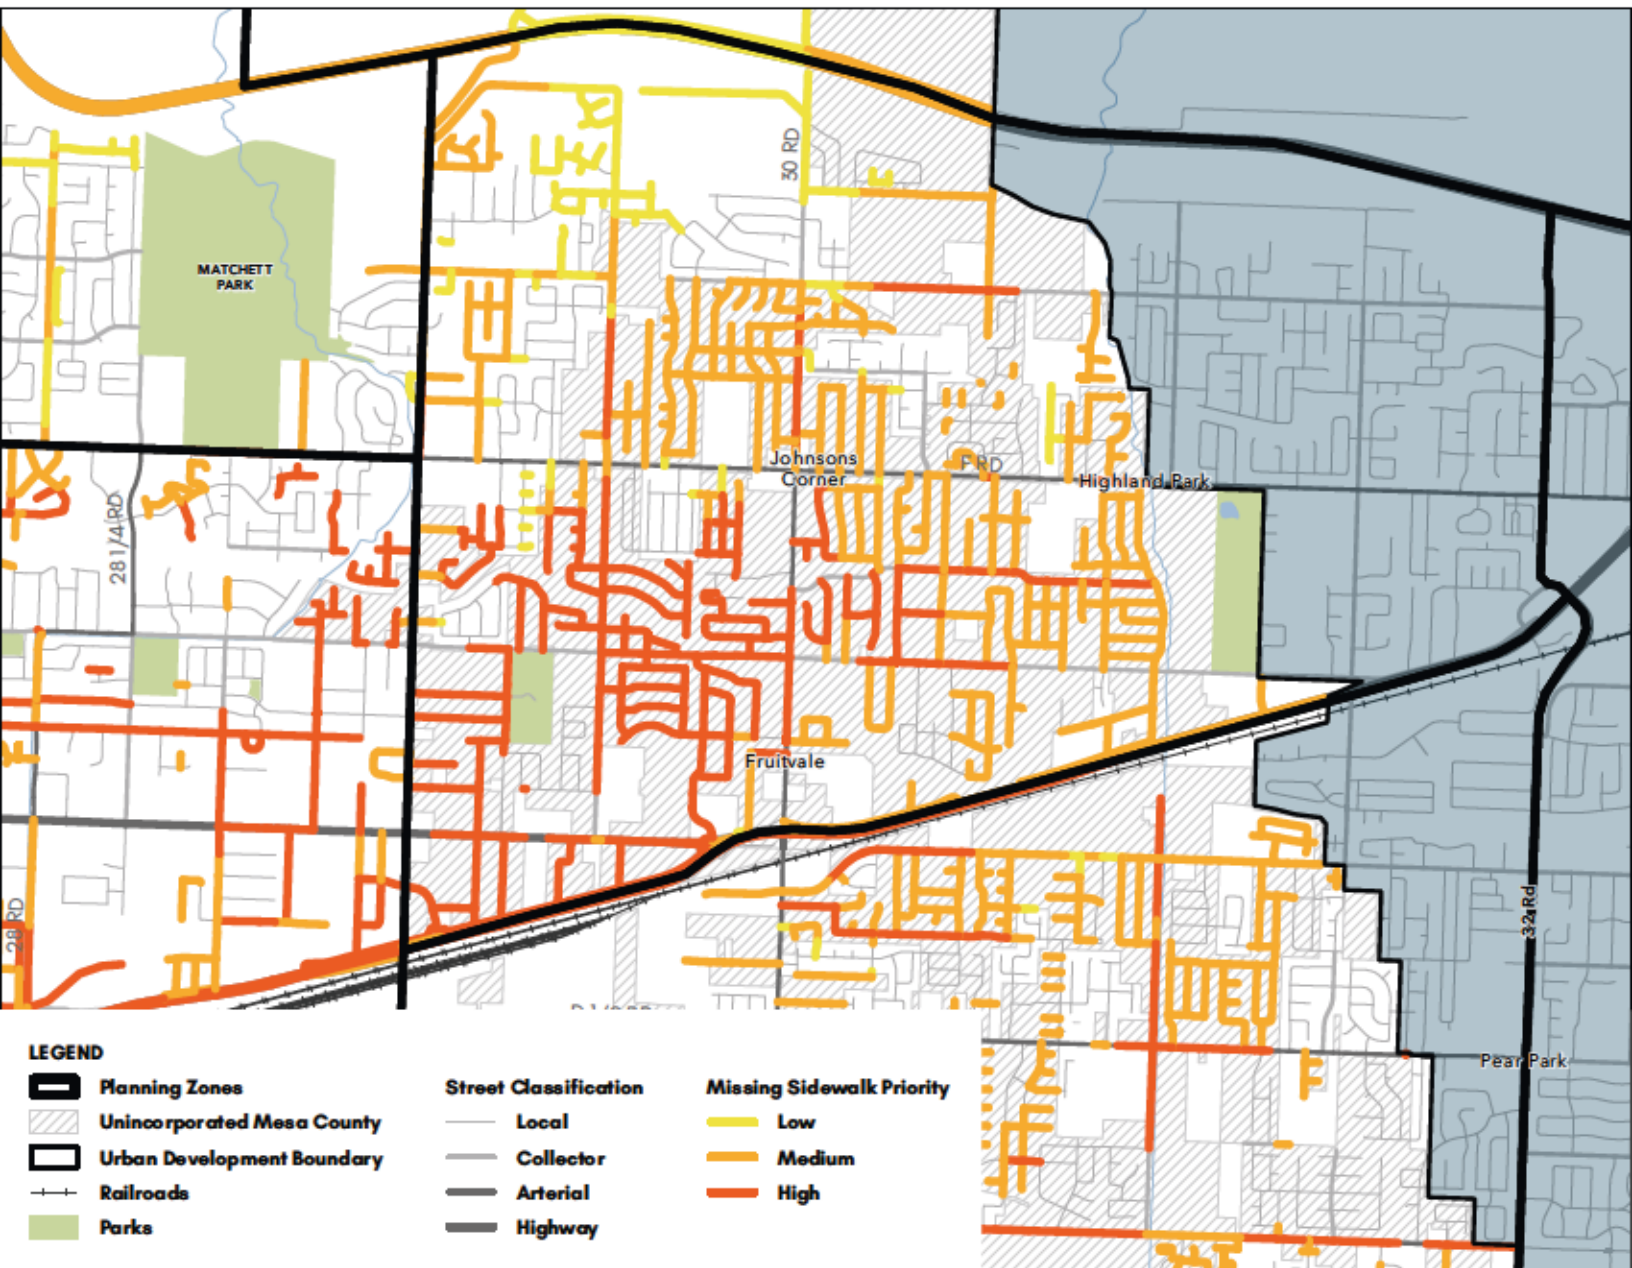 30 RD
MATCHETT
PARK
Johnsons
Corner
F RD
Highland Park
28 1/4 RD
Fruitvale
28 RD
32 Rd
Pear Park
LEGEND
Planning Zones
Unincorporated Mesa County
Urban Development Boundary
Railroads
Parks
Street Classification
Local
Collector
Arterial
Highway
Missing Sidewalk Priority
Low
Medium
High